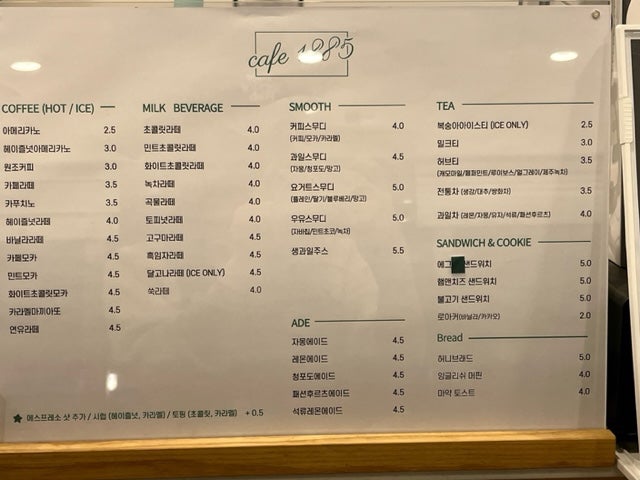 cafe 1285
COFFEE (HOT / ICE)
아메리카노 2.5
헤이즐넛아메리카노 3.0
원조커피 3.0
카페라떼 3.5
카푸치노 3.5
헤이즐라떼 4.0
바닐라라떼 4.5
카페모카 4.5
민트모카 4.5
화이트초콜릿모카 4.5
카라멜마끼아또 4.5
연유라떼 4.5
MILK BEVERAGE
초콜릿라떼 4.0
민트초콜릿라떼 4.0
화이트초콜릿라떼 4.0
녹차라떼 4.0
곡물라떼 4.0
토피넛라떼 4.0
고구마라떼 4.5
흑임자라떼 4.5
달고나라떼 (ICE ONLY) 4.5
쑥라떼 4.0
SMOOTH
커피스무디 4.0
(커피/모카/카라멜)
과일스무디 4.5
(자몽/청포도/망고)
요거트스무디 5.0
(플레인/딸기/블루베리/망고)
우유스무디 5.0
(자바칩/민트초코/녹차)
생과일주스 5.5
ADE
자몽에이드 4.5
레몬에이드 4.5
청포도에이드 4.5
패션후르츠에이드 4.5
석류레몬에이드 4.5
TEA
복숭아아이스티 (ICE ONLY) 2.5
밀크티 3.0
허브티 3.5
(캐모마일/페퍼민트/루이보스/얼그레이/제주녹차)
전통차 (생강/대추/쌍화차) 3.5
과일차 (레몬/자몽/유자/석류/패션후르츠) 4.0
SANDWICH & COOKIE
에그 샌드위치 5.0
햄앤치즈 샌드위치 5.0
불고기 샌드위치 5.0
로아커(바닐라/카카오) 2.0
Bread
허니브래드 5.0
잉글리쉬 머핀 4.0
마약 토스트 4.0
에스프레소 샷 추가 / 시럽 (헤이즐넛, 카라멜) / 토핑 (초콜릿, 카라멜) +0.5